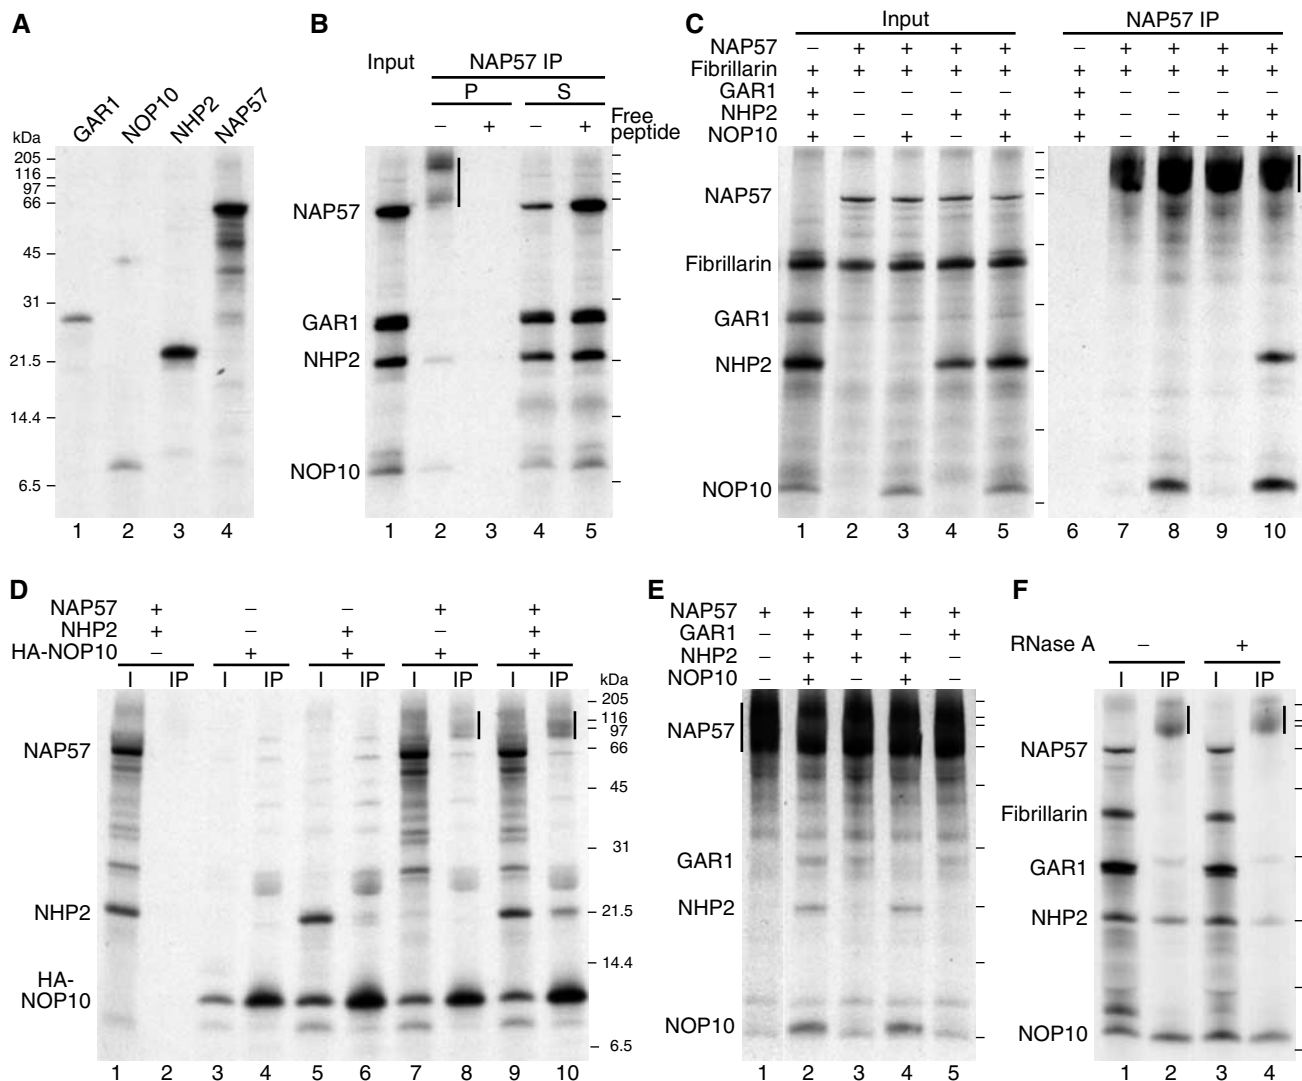 A
GAR1
NOP10
NHP2
NAP57
kDa
205
116
97
66
45
31
21.5
14.4
6.5
1 2 3 4
B
Input NAP57 IP
P S
– + – + Free peptide
NAP57
GAR1
NHP2
NOP10
1 2 3 4 5
C
Input NAP57 IP
NAP57 – + + + + – + + + +
Fibrillarin + + + + + + + + + +
GAR1 + – – – – + – – – –
NHP2 + – – + + + – – + +
NOP10 + – + – + + – + – +
NAP57
Fibrillarin
GAR1
NHP2
NOP10
1 2 3 4 5 6 7 8 9 10
D
NAP57 + – – + +
NHP2 + – + – +
HA-NOP10 – + + + +
I IP I IP I IP I IP I IP kDa
205
116
97
66
45
31
21.5
14.4
6.5
NAP57
NHP2
HA-
NOP10
1 2 3 4 5 6 7 8 9 10
E
NAP57 + + + + +
GAR1 – + + – +
NHP2 – + + + –
NOP10 – + – + –
NAP57
GAR1
NHP2
NOP10
1 2 3 4 5
F
RNase A – +
I IP I IP
NAP57
Fibrillarin
GAR1
NHP2
NOP10
1 2 3 4